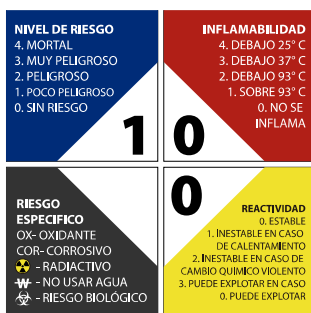 NIVEL DE RIESGO
4. MORTAL
3. MUY PELIGROSO
2. PELIGROSO
1. POCO PELIGROSO
0. SIN RIESGO
1
INFLAMABILIDAD
4. DEBAJO 25° C
3. DEBAJO 37° C
2. DEBAJO 93° C
1. SOBRE 93° C
0. NO SE
INFLAMA
0
RIESGO
ESPECIFICO
OX- OXIDANTE
COR- CORROSIVO
- RADIACTIVO
W - NO USAR AGUA
- RIESGO BIOLÓGICO
0
REACTIVIDAD
0. ESTABLE
1. INESTABLE EN CASO
DE CALENTAMIENTO
2. INESTABLE EN CASO DE
CAMBIO QUIMICO VIOLENTO
3. PUEDE EXPLOTAR EN CASO
0. PUEDE EXPLOTAR